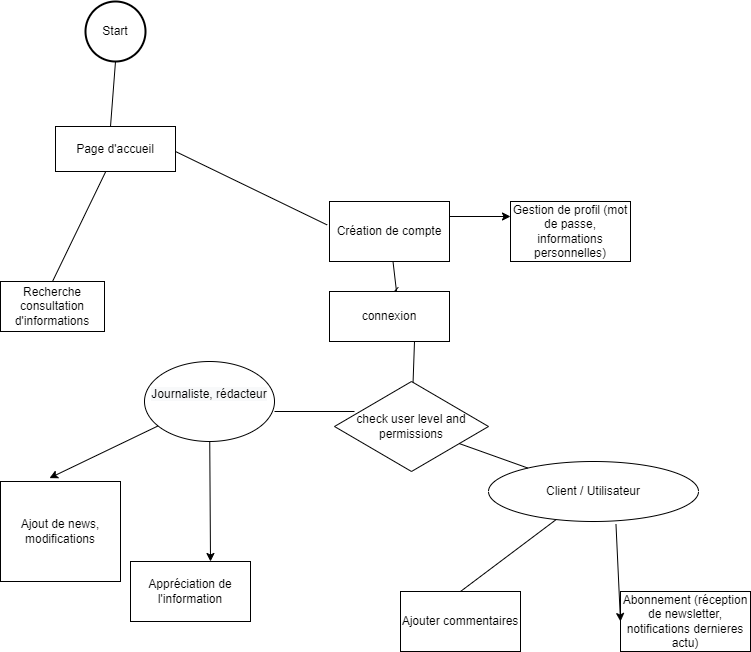 Start
Page d'accueil
Création de compte
Gestion de profil (mot
de passe,
informations
personnelles)
Recherche
consultation
d'informations
connexion
Journaliste, rédacteur
check user level and
permissions
Client / Utilisateur
Ajout de news,
modifications
Appréciation de
l'information
Ajouter commentaires
Abonnement (réception
de newsletter,
notifications dernieres
actu)